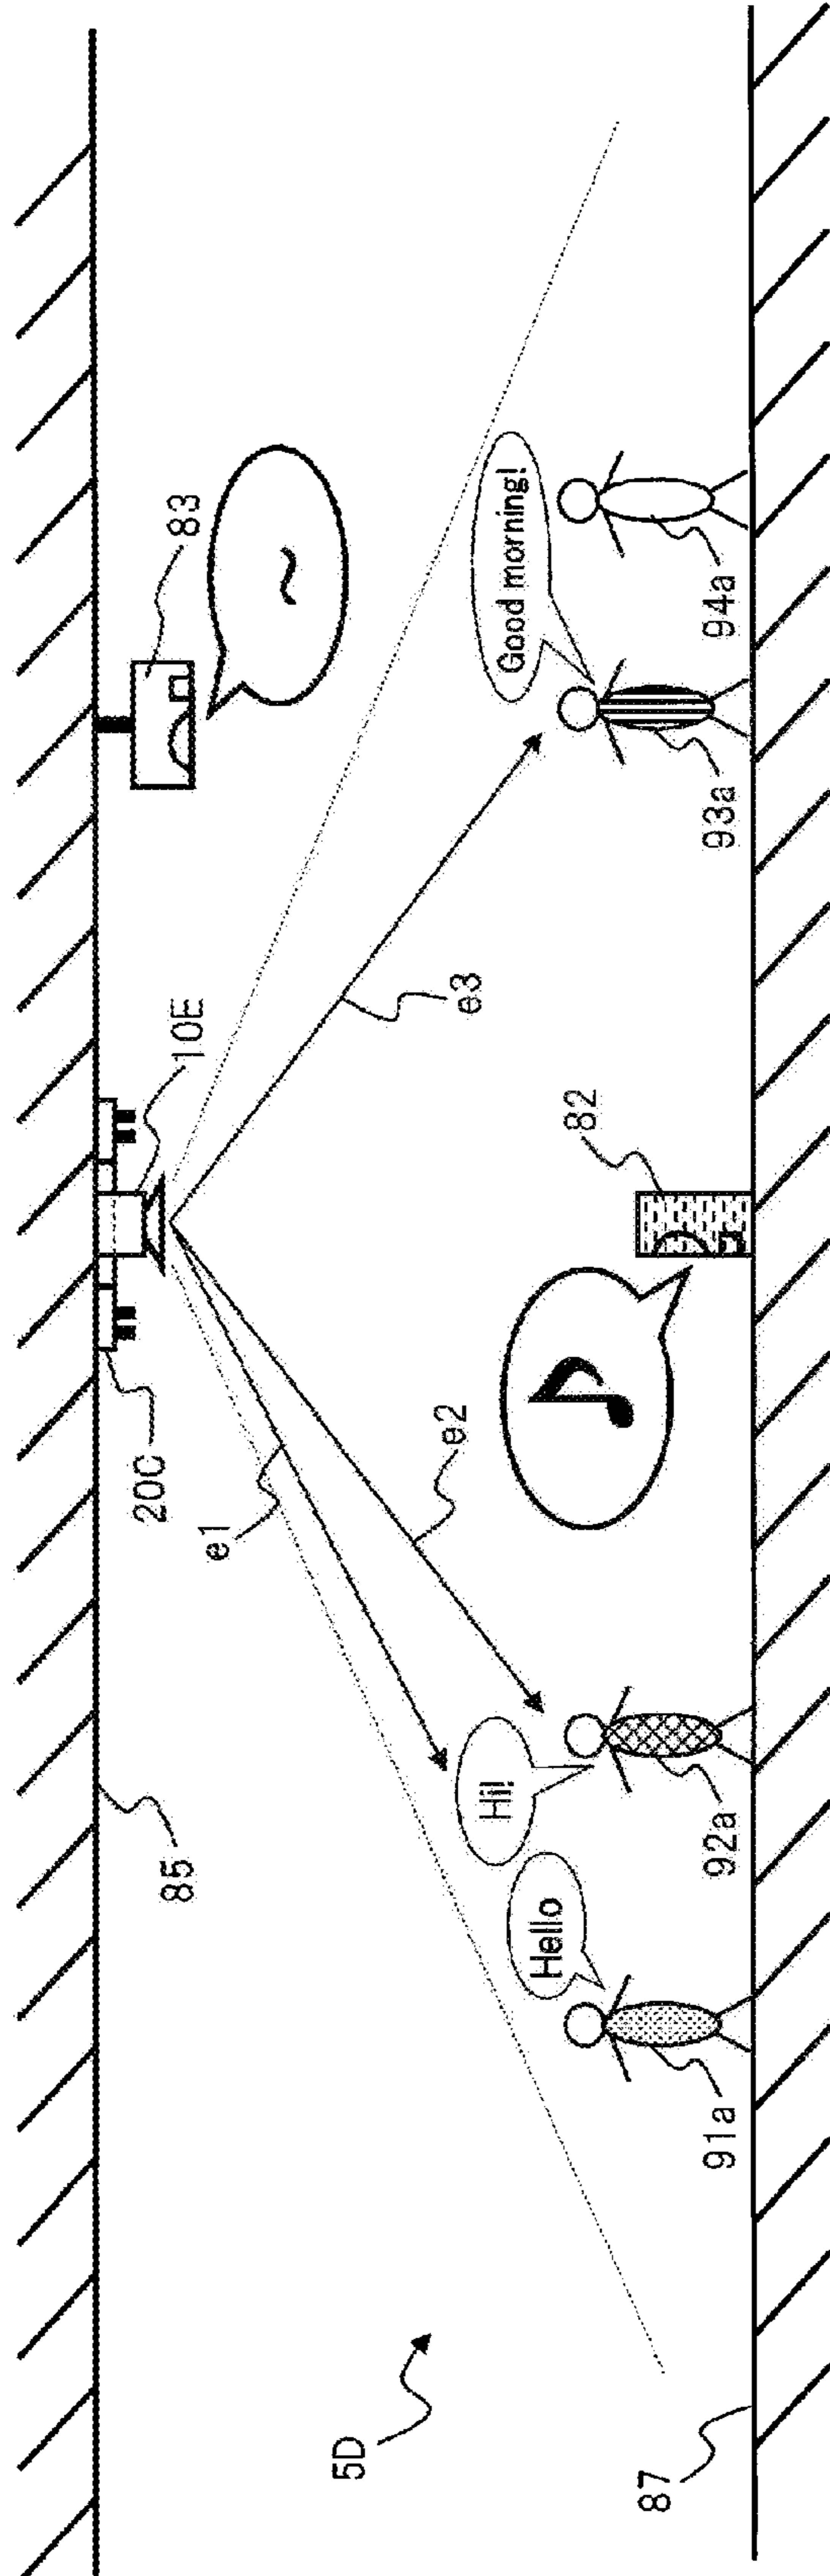 83
~
10E
20C
85
e1
e2
e3
82
♪
Good morning!
Hi!
Hello
91a
92a
93a
94a
5D
87